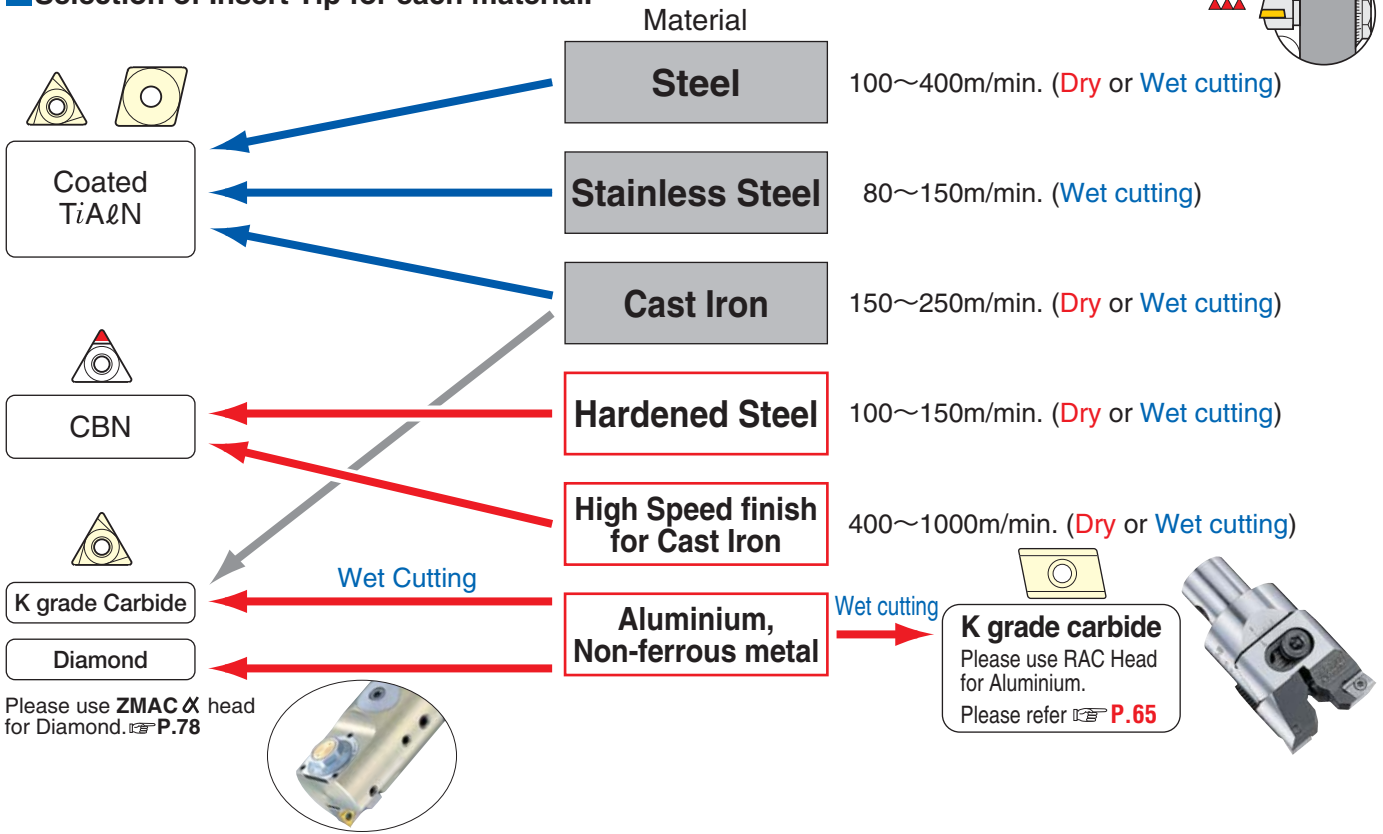 Selection of Insert Tip for each material.
Material
Steel
100～400m/min. (Dry or Wet cutting)
Coated
TiAℓN
Stainless Steel
80～150m/min. (Wet cutting)
Cast Iron
150～250m/min. (Dry or Wet cutting)
CBN
Hardened Steel
100～150m/min. (Dry or Wet cutting)
High Speed finish
for Cast Iron
400～1000m/min. (Dry or Wet cutting)
K grade Carbide
Wet Cutting
Aluminium,
Non-ferrous metal
Wet cutting
K grade carbide
Please use RAC Head
for Aluminium.
Please refer ☞ P.65
Diamond
Please use ZMAC α head
for Diamond.☞P.78